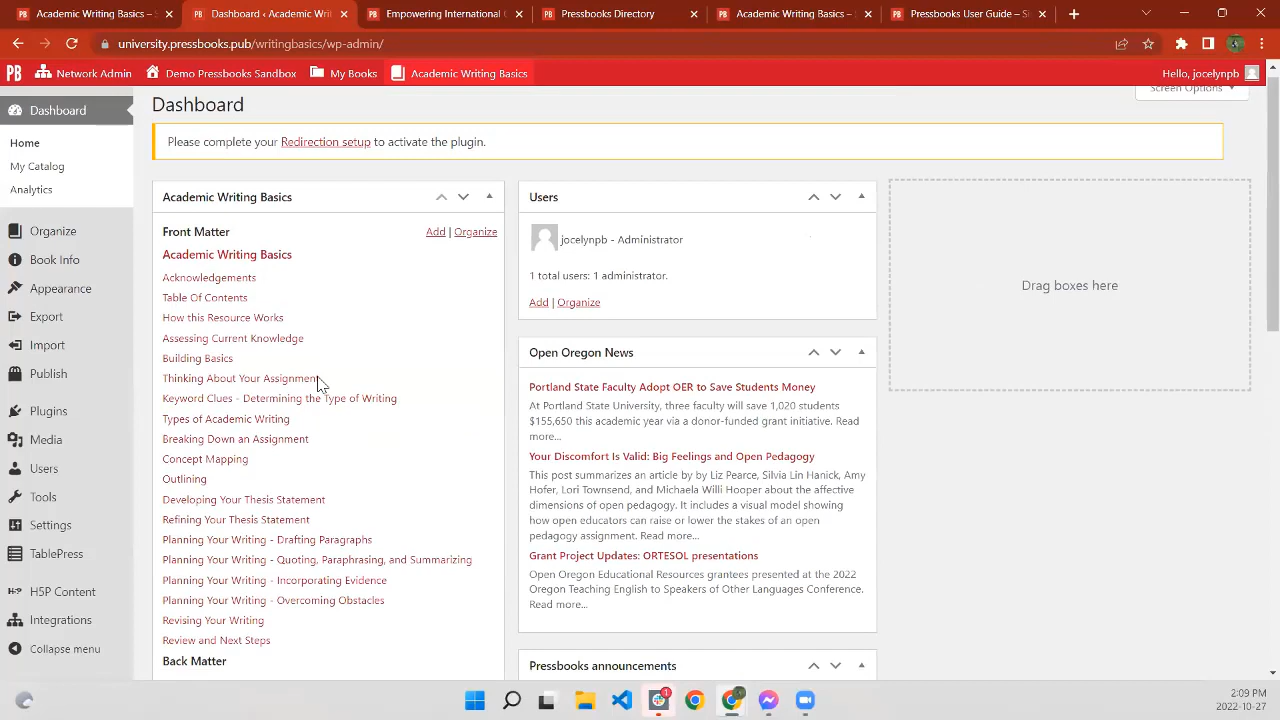 Academic Writing Basics -
Dashboard ‹ Academic Writ
Empowering International
Pressbooks Directory
Academic Writing Basics –
Pressbooks User Guide –
university.pressbooks.pub/writingbasics/wp-admin/
PB Network Admin Demo Pressbooks Sandbox My Books Academic Writing Basics Hello, jocelynpb
Screen Options
Dashboard
Home
My Catalog
Analytics
Organize
Book Info
Appearance
Export
Import
Publish
Plugins
Media
Users
Tools
Settings
TablePress
H5P Content
Integrations
Collapse menu
Dashboard
Please complete your Redirection setup to activate the plugin.
Academic Writing Basics
Front Matter Add | Organize
Academic Writing Basics
Acknowledgements
Table Of Contents
How this Resource Works
Assessing Current Knowledge
Building Basics
Thinking About Your Assignment
Keyword Clues - Determining the Type of Writing
Types of Academic Writing
Breaking Down an Assignment
Concept Mapping
Outlining
Developing Your Thesis Statement
Refining Your Thesis Statement
Planning Your Writing - Drafting Paragraphs
Planning Your Writing - Quoting, Paraphrasing, and Summarizing
Planning Your Writing - Incorporating Evidence
Planning Your Writing - Overcoming Obstacles
Revising Your Writing
Review and Next Steps
Back Matter
Users
jocelynpb - Administrator
1 total users: 1 administrator.
Add | Organize
Open Oregon News
Portland State Faculty Adopt OER to Save Students Money
At Portland State University, three faculty will save 1,020 students
$155,650 this academic year via a donor-funded grant initiative. Read
more...
Your Discomfort Is Valid: Big Feelings and Open Pedagogy
This post summarizes an article by by Liz Pearce, Silvia Lin Hanick, Amy
Hofer, Lori Townsend, and Michaela Willi Hooper about the affective
dimensions of open pedagogy. It includes a visual model showing
how open educators can raise or lower the stakes of an open
pedagogy assignment. Read more...
Grant Project Updates: ORTESOL presentations
Open Oregon Educational Resources grantees presented at the 2022
Oregon Teaching English to Speakers of Other Languages Conference.
Read more...
Pressbooks announcements
Drag boxes here
2:09 PM
2022-10-27